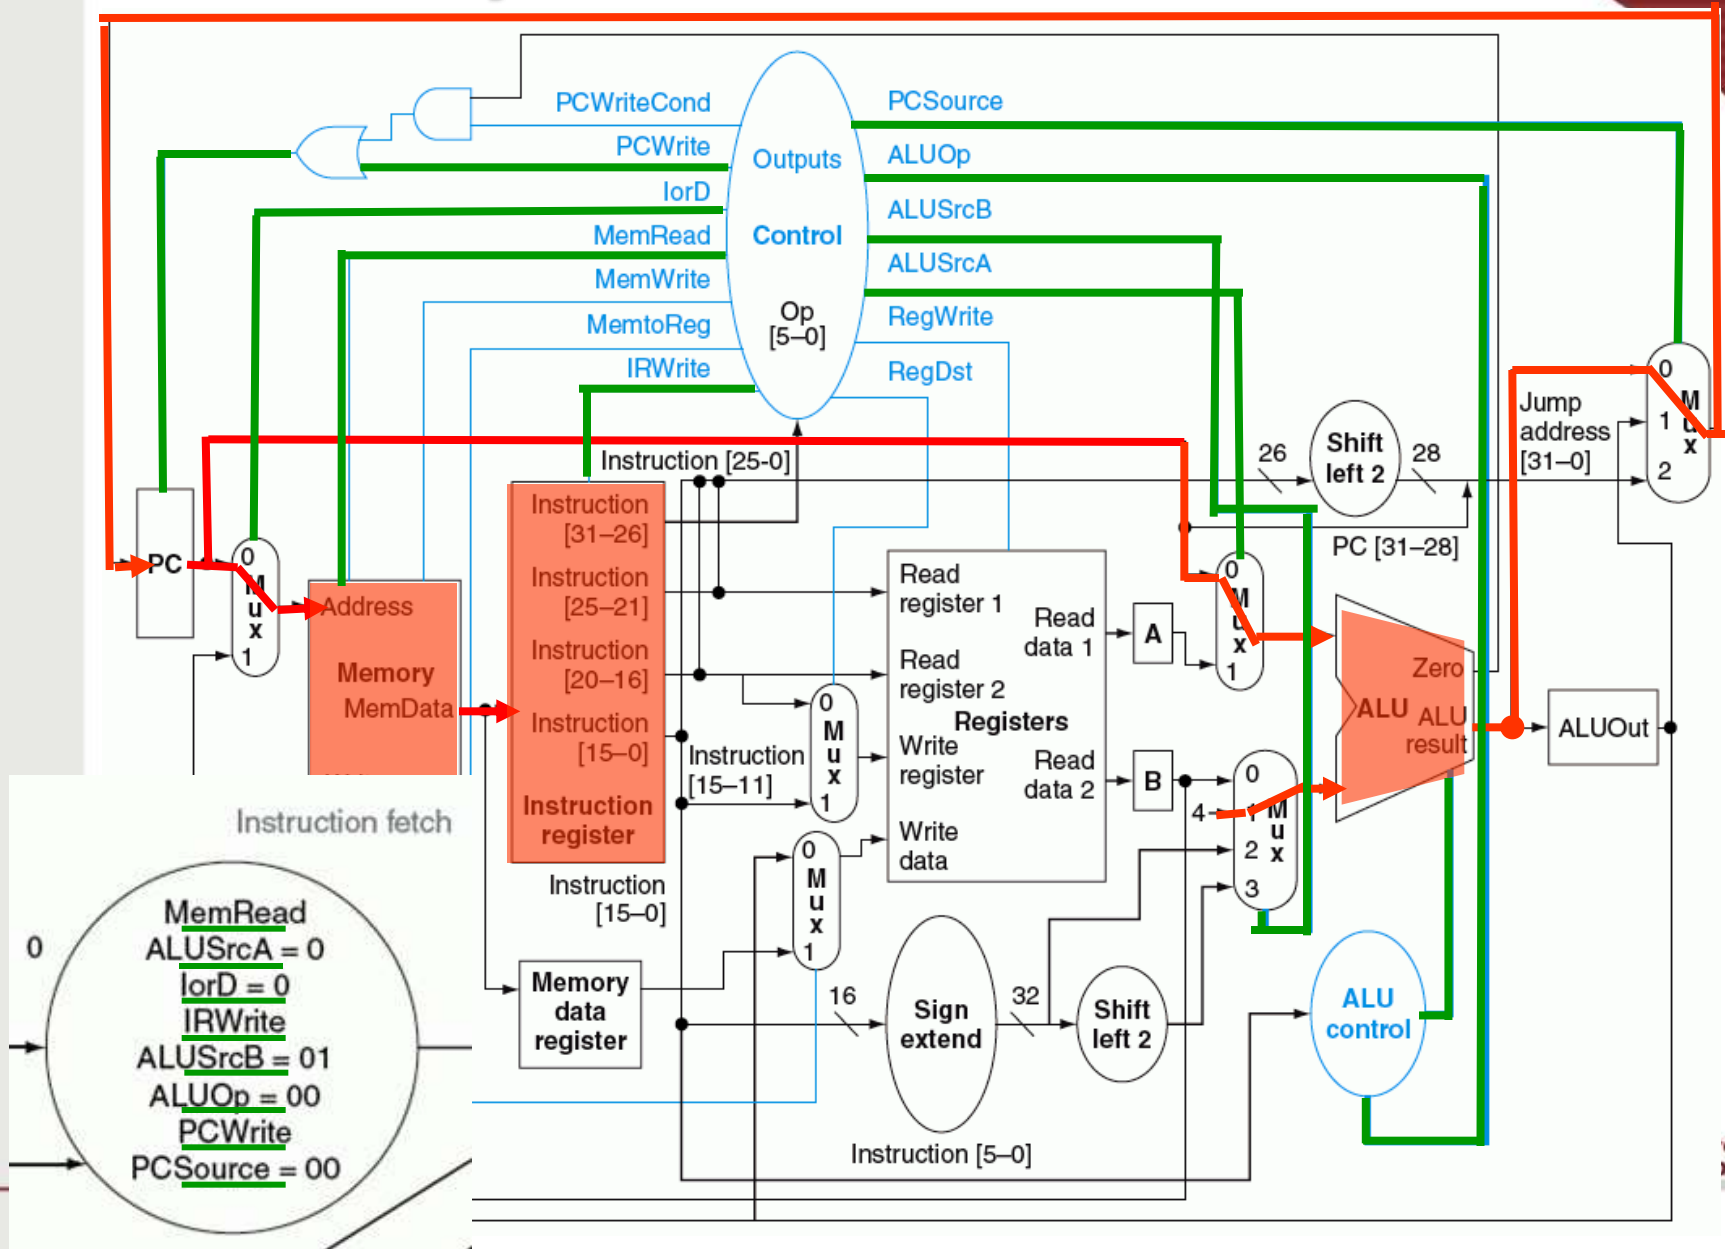 PCWriteCond
PCWrite
IorD
MemRead
MemWrite
MemtoReg
IRWrite
Outputs
Control
Op
[5–0]
PCSource
ALUOp
ALUSrcB
ALUSrcA
RegWrite
RegDst
PC
0
M
u
x
1
Address
Memory
MemData
Instruction [25-0]
Instruction
[31–26]
Instruction
[25–21]
Instruction
[20–16]
Instruction
[15–0]
Instruction
register
Instruction
[15–0]
Instruction
[15–11]
0
M
u
x
1
0
M
u
x
1
Memory
data
register
Read
register 1
Read
register 2
Registers
Write
register
Write
data
Read
data 1
Read
data 2
A
B
4
0
M
u
x
1
0
1
M
u
2
x
3
16
Sign
extend
32
Shift
left 2
Instruction [5–0]
26
Shift
left 2
28
PC [31–28]
Jump
address
[31–0]
0
M
1
u
x
2
Zero
ALU
ALU
result
ALUOut
ALU
control
Instruction fetch
0
MemRead
ALUSrcA = 0
IorD = 0
IRWrite
ALUSrcB = 01
ALUOp = 00
PCWrite
PCSource = 00